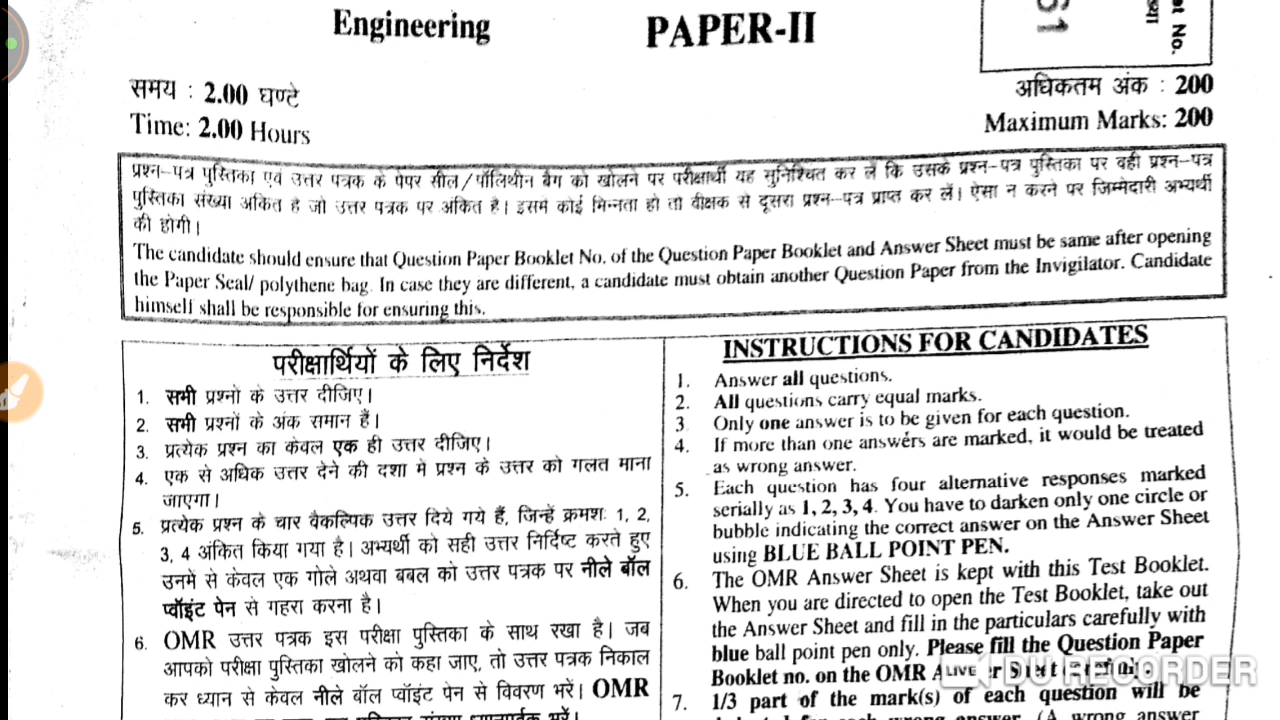 Engineering PAPER-II
61
et No.
ख्या
समय : 2.00 घण्टे
Time: 2.00 Hours
अधिकतम अंक : 200
Maximum Marks: 200
प्रश्न-पत्र पुस्तिका एवं उत्तर पत्रक के पेपर सील/पॉलिथीन बैग को खोलने पर परीक्षार्थी यह सुनिश्चित कर लें कि उसके प्रश्न-पत्र पुस्तिका पर वही प्रश्न-पत्र
पुस्तिका संख्या अंकित है जो उत्तर पत्रक पर अंकित है। इसमें कोई भिन्नता हो तो वीक्षक से दूसरा प्रश्न-पत्र प्राप्त कर लें। ऐसा न करने पर जिम्मेदारी अभ्यर्थी
की होगी।
The candidate should ensure that Question Paper Booklet No. of the Question Paper Booklet and Answer Sheet must be same after opening
the Paper Seal/ polythene bag. In case they are different, a candidate must obtain another Question Paper from the Invigilator. Candidate
himself shall be responsible for ensuring this.
परीक्षार्थियों के लिए निर्देश
1. सभी प्रश्नों के उत्तर दीजिए।
2. सभी प्रश्नों के अंक समान हैं।
3. प्रत्येक प्रश्न का केवल एक ही उत्तर दीजिए।
4. एक से अधिक उत्तर देने की दशा में प्रश्न के उत्तर को गलत माना
जाएगा।
5. प्रत्येक प्रश्न के चार वैकल्पिक उत्तर दिये गये हैं, जिन्हें क्रमशः 1, 2,
3, 4 अंकित किया गया है। अभ्यर्थी को सही उत्तर निर्दिष्ट करते हुए
उनमें से केवल एक गोले अथवा बबल को उत्तर पत्रक पर नीले बॉल
प्वॉइंट पेन से गहरा करना है।
6. OMR उत्तर पत्रक इस परीक्षा पुस्तिका के साथ रखा है। जब
आपको परीक्षा पुस्तिका खोलने को कहा जाए, तो उत्तर पत्रक निकाल
कर ध्यान से केवल नीले बॉल प्वॉइंट पेन से विवरण भरें। OMR
INSTRUCTIONS FOR CANDIDATES
1. Answer all questions.
2. All questions carry equal marks.
3. Only one answer is to be given for each question.
4. If more than one answers are marked, it would be treated
as wrong answer.
5. Each question has four alternative responses marked
serially as 1, 2, 3, 4. You have to darken only one circle or
bubble indicating the correct answer on the Answer Sheet
using BLUE BALL POINT PEN.
6. The OMR Answer Sheet is kept with this Test Booklet.
When you are directed to open the Test Booklet, take out
the Answer Sheet and fill in the particulars carefully with
blue ball point pen only. Please fill the Question Paper
Booklet no. on the OMR
7. 1/3 part of the mark(s) of each question will be
(A wrong answer
LIVE DU RECORDER